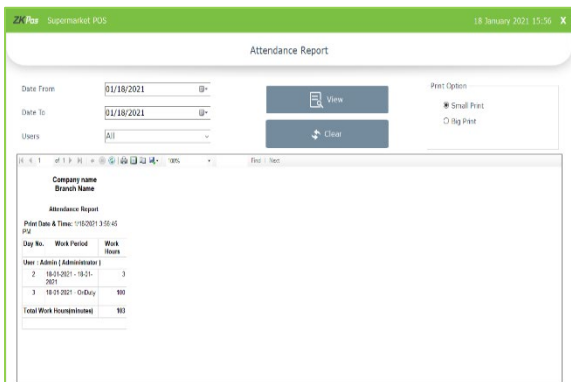 ZKPos Supermarket POS 18 January 2021 15:56 X
Attendance Report
Date From 01/18/2021
Date To 01/18/2021
Users All
View
Clear
Print Option
Small Print
Big Print
1 of 1 100% Find | Next
Company name
Branch Name
Attendance Report
Print Date & Time: 1/18/2021 3:56:45
PM
Day No. Work Period Work
Hours
User : Admin ( Administrator )
2 18-01-2021 - 18-01-
2021 3
3 18-01-2021 - OnDuty 100
Total Work Hours(minutes) 103